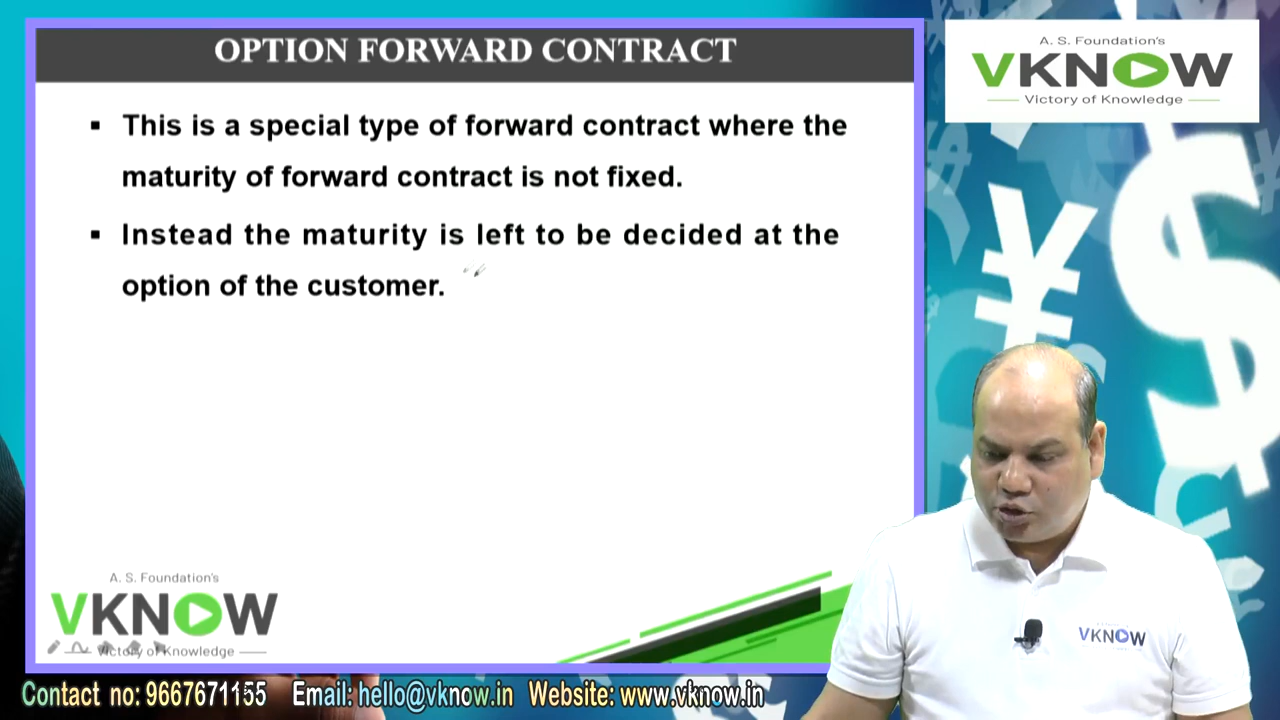 OPTION FORWARD CONTRACT
▪ This is a special type of forward contract where the
maturity of forward contract is not fixed.
▪ Instead the maturity is left to be decided at the
option of the customer.
A. S. Foundation's
VKNOW
Victory of Knowledge
A. S. Foundation's
VKNOW
Victory of Knowledge
VKNOW
Contact no: 9667671155 Email: hello@vknow.in Website: www.vknow.in